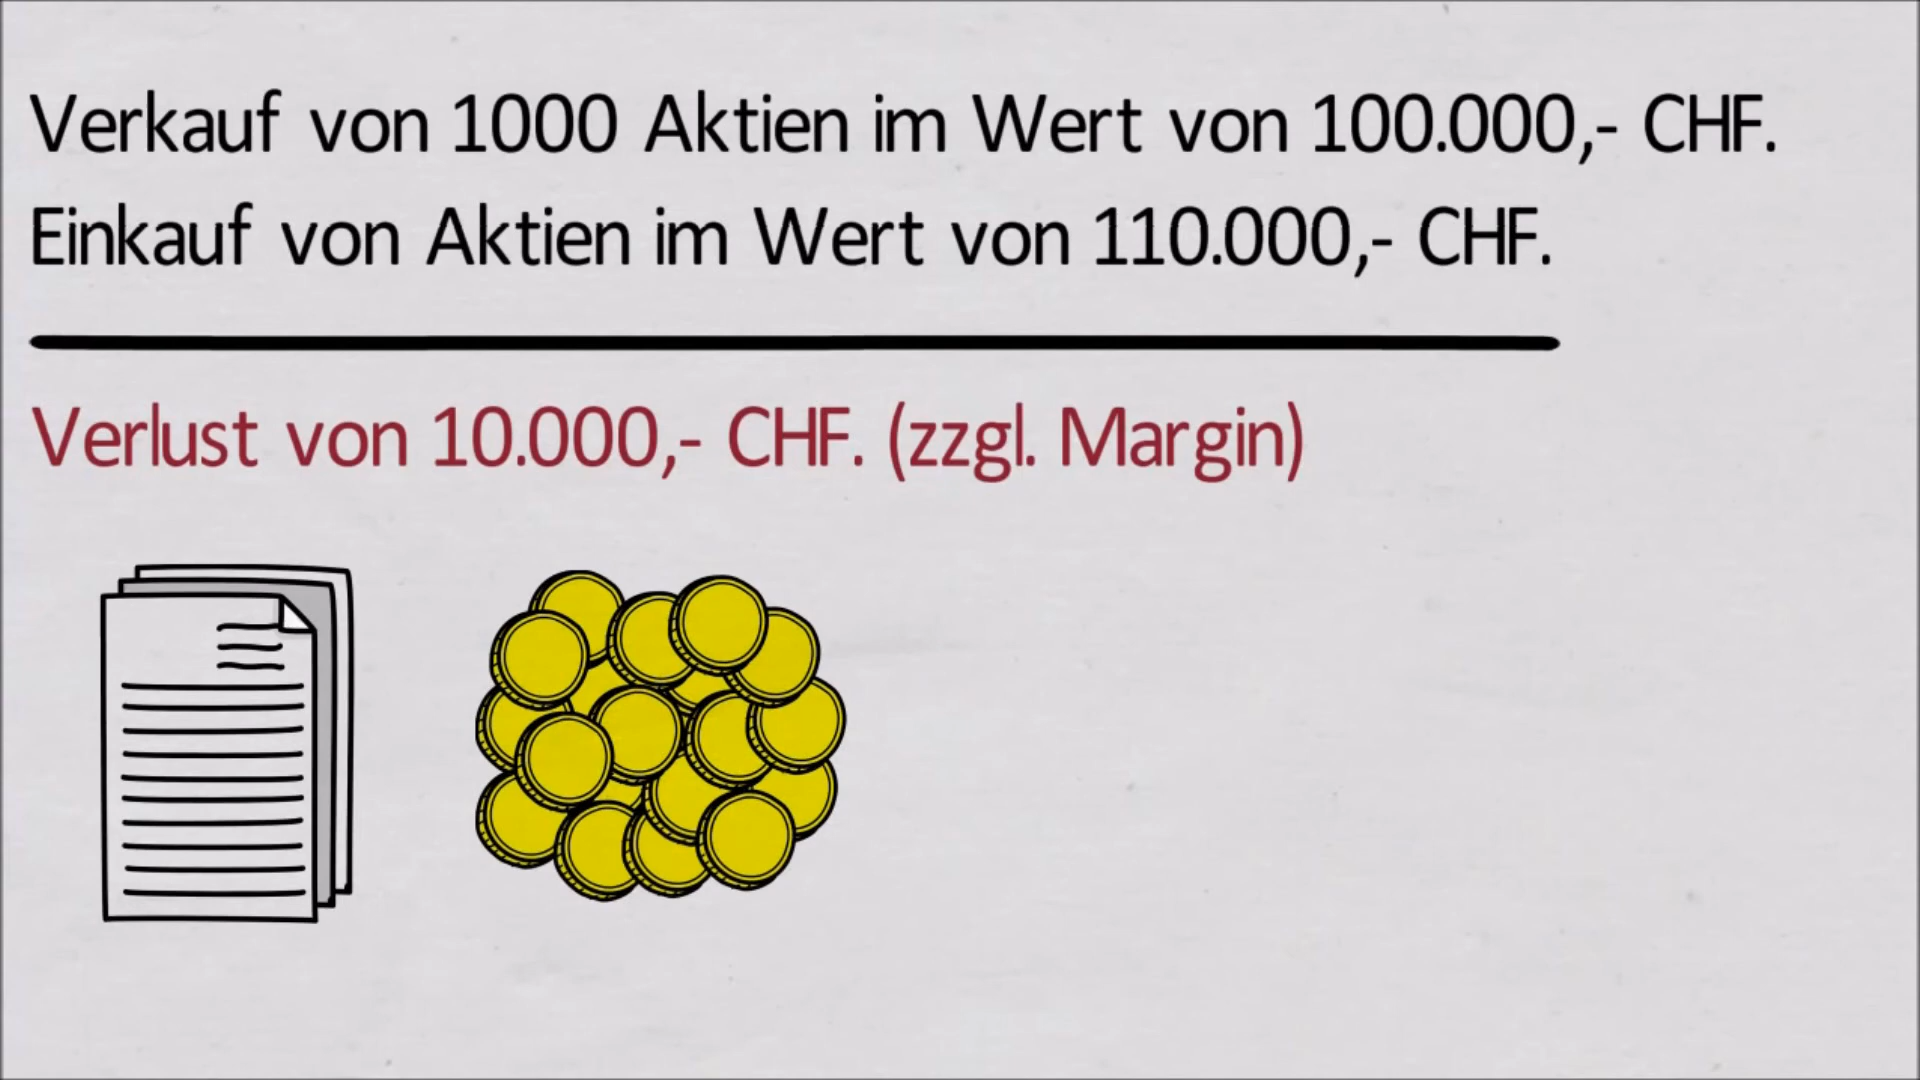 Verkauf von 1000 Aktien im Wert von 100.000,- CHF.
Einkauf von Aktien im Wert von 110.000,- CHF.
Verlust von 10.000,- CHF. (zzgl. Margin)